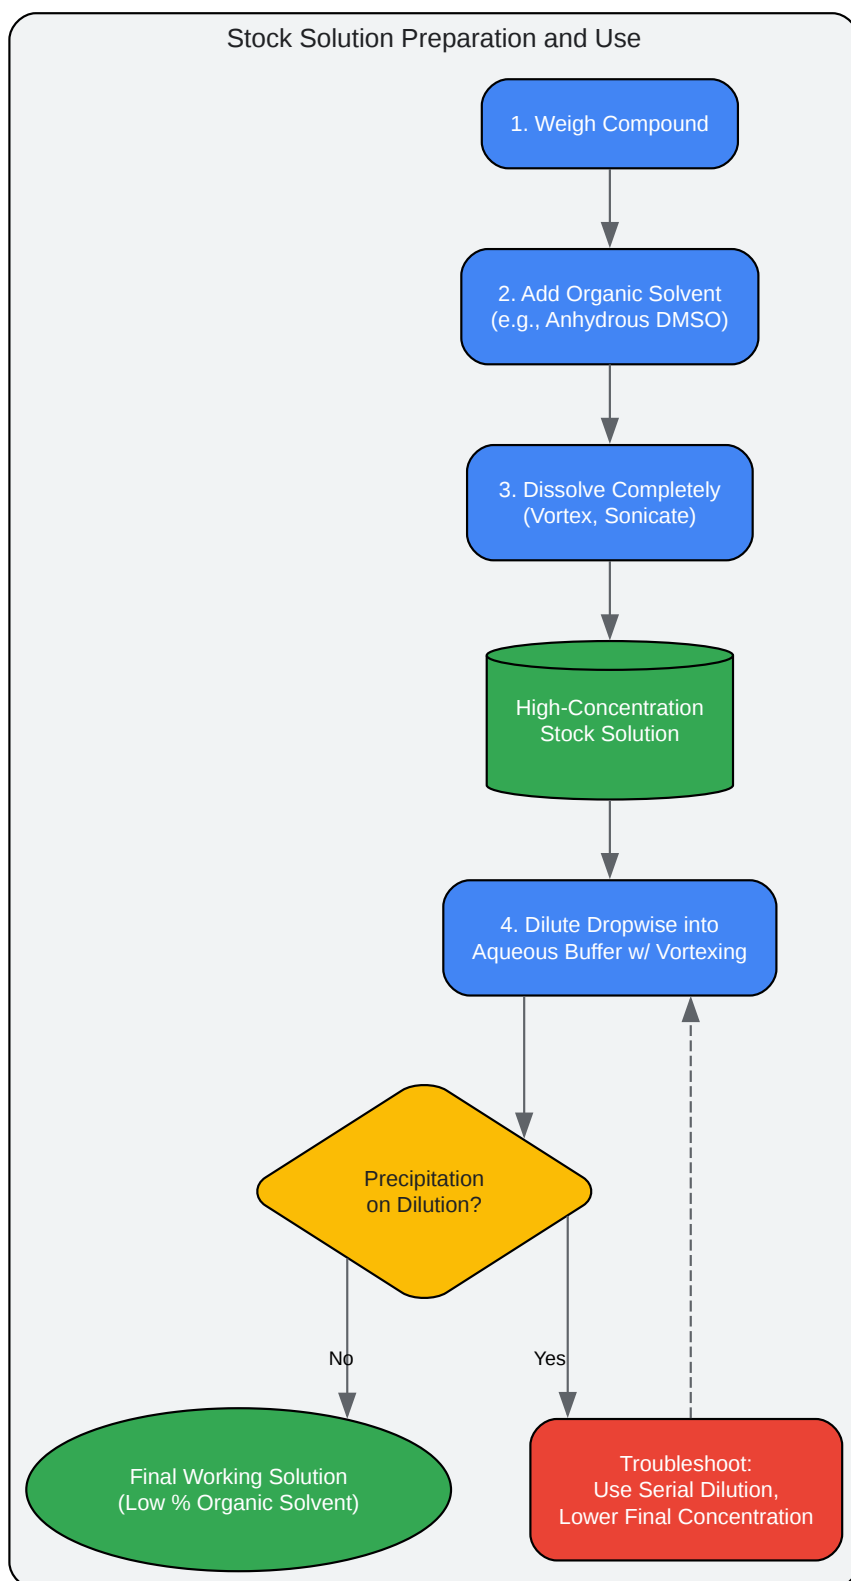 Stock Solution Preparation and Use
1. Weigh Compound
2. Add Organic Solvent
(e.g., Anhydrous DMSO)
3. Dissolve Completely
(Vortex, Sonicate)
High-Concentration
Stock Solution
4. Dilute Dropwise into
Aqueous Buffer w/ Vortexing
Precipitation
on Dilution?
No
Yes
Final Working Solution
(Low % Organic Solvent)
Troubleshoot:
Use Serial Dilution,
Lower Final Concentration